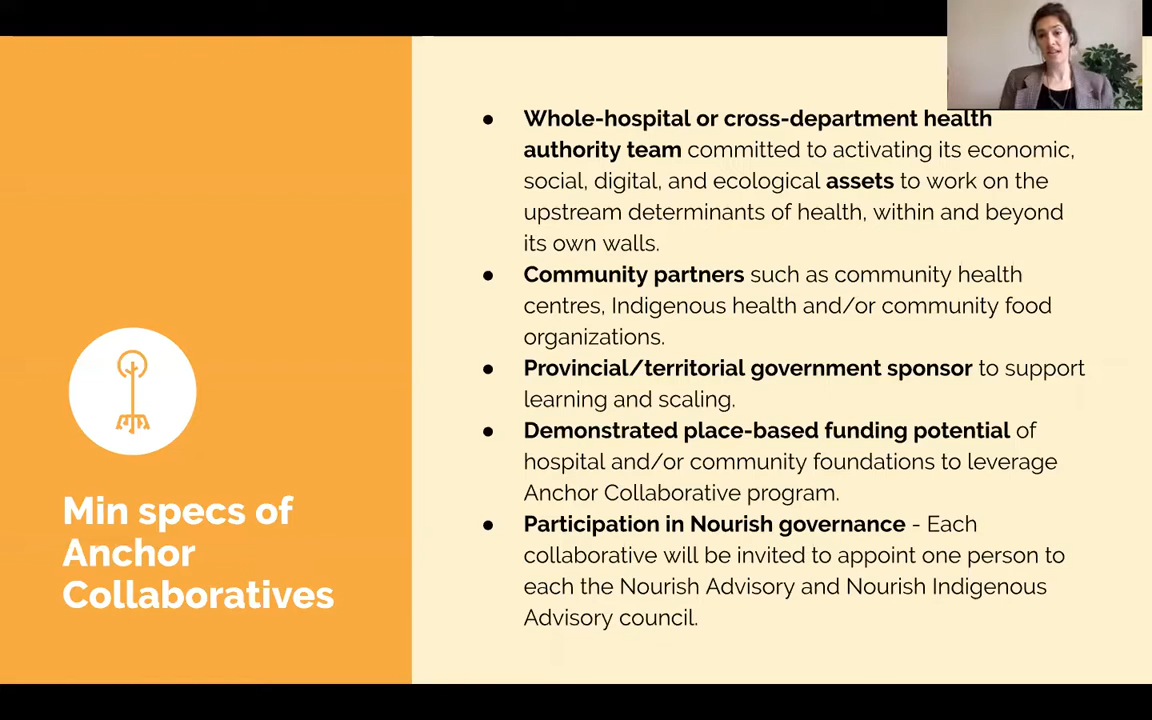 Min specs of
Anchor
Collaboratives
● Whole-hospital or cross-department health
authority team committed to activating its economic,
social, digital, and ecological assets to work on the
upstream determinants of health, within and beyond
its own walls.
● Community partners such as community health
centres, Indigenous health and/or community food
organizations.
● Provincial/territorial government sponsor to support
learning and scaling.
● Demonstrated place-based funding potential of
hospital and/or community foundations to leverage
Anchor Collaborative program.
● Participation in Nourish governance - Each
collaborative will be invited to appoint one person to
each the Nourish Advisory and Nourish Indigenous
Advisory council.